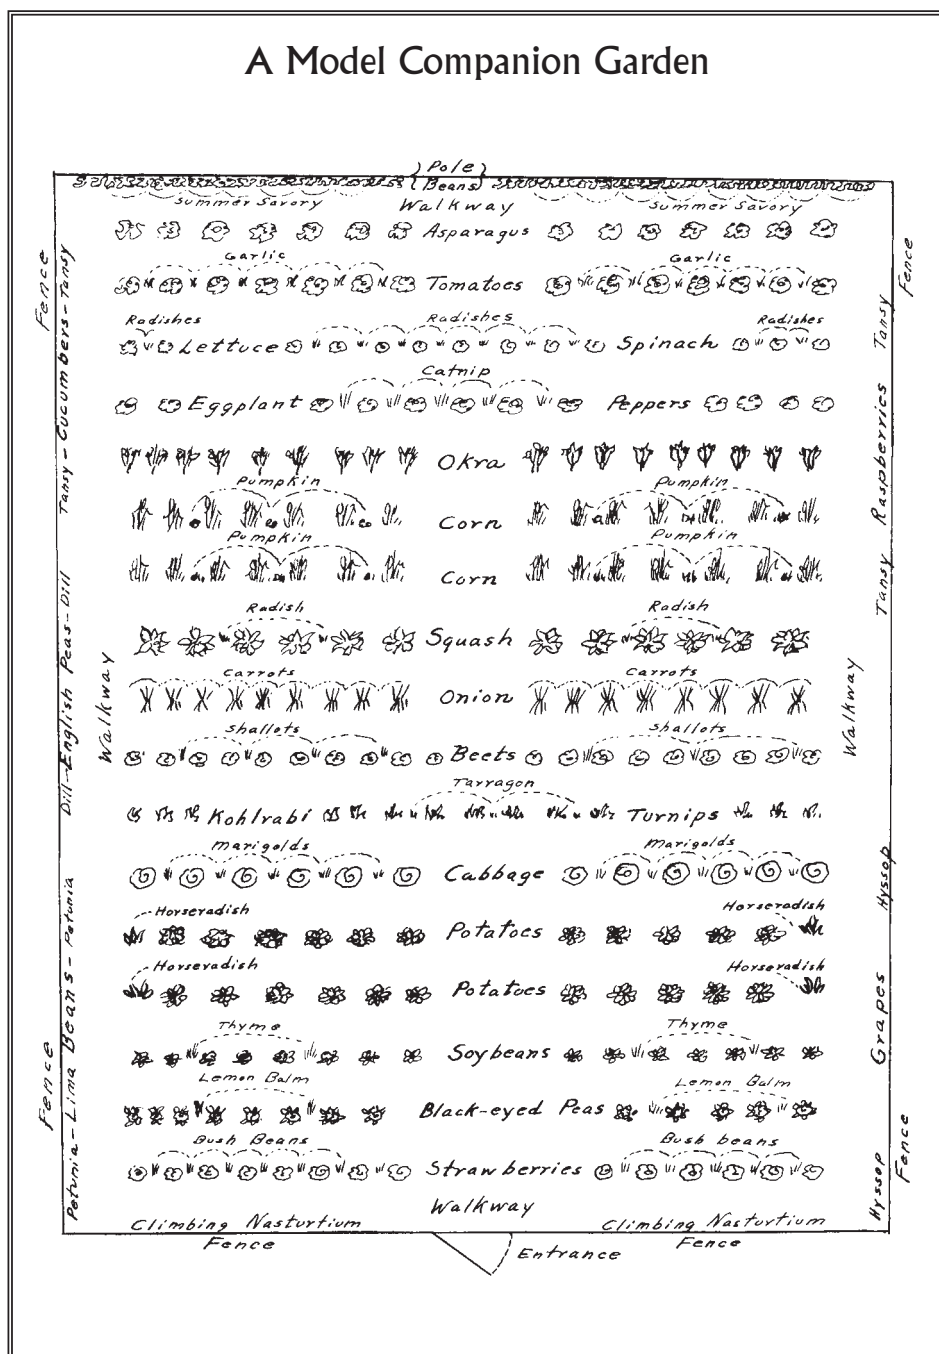 A Model Companion Garden
Pole
Beans
Summer Savory Walkway Summer Savory
Asparagus
Garlic Garlic
Tomatoes
Radishes Radishes Radishes
Lettuce Spinach
Catnip
Eggplant Peppers
Okra
Pumpkin Pumpkin
Corn
Pumpkin Pumpkin
Corn
Radish Radish
Squash
Carrots Carrots
Onion
Shallots Shallots
Beets
Tarragon
Kohlrabi Turnips
Marigolds Marigolds
Cabbage
Horseradish Horseradish
Potatoes
Horseradish Horseradish
Potatoes
Thyme Thyme
Soybeans
Lemon Balm Lemon Balm
Black-eyed Peas
Bush Beans Bush beans
Strawberries
Walkway
Climbing Nasturtium Climbing Nasturtium
Fence Fence
Entrance
Fence
Tansy-Cucumbers-Tansy
Dill-English Peas-Dill
Walkway
Petunia-Lima Beans-Petunia
Fence
Fence
Tansy Raspberries Tansy
Walkway
Hyssop Grapes Hyssop
Fence